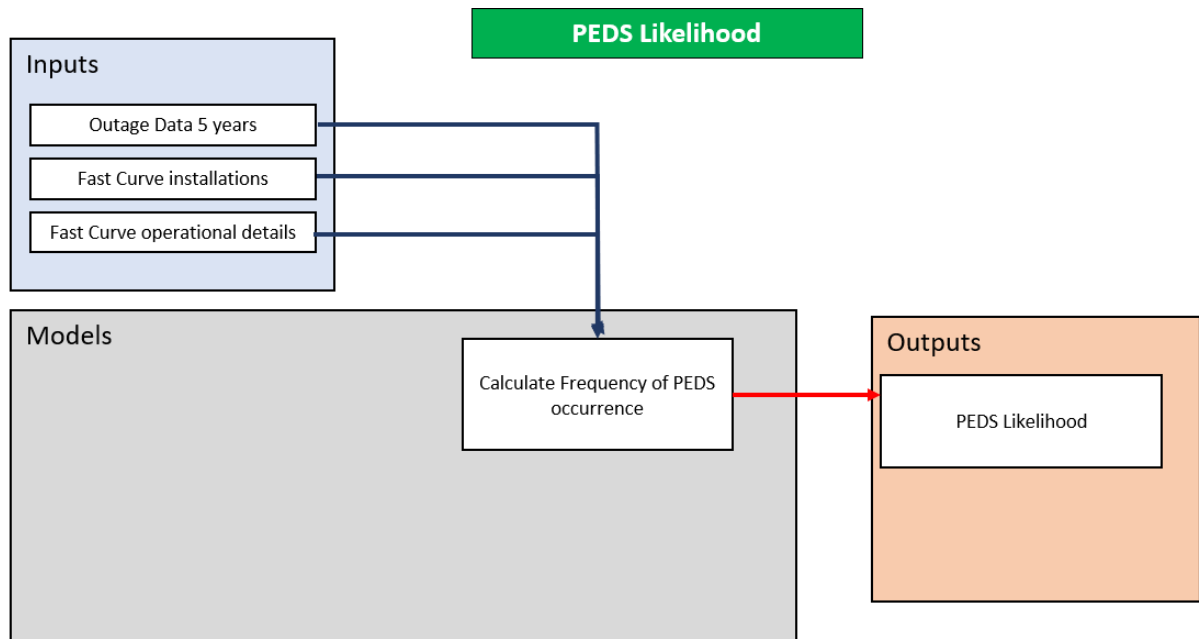 PEDS Likelihood
Inputs
Outage Data 5 years
Fast Curve installations
Fast Curve operational details
Models
Calculate Frequency of PEDS
occurrence
Outputs
PEDS Likelihood